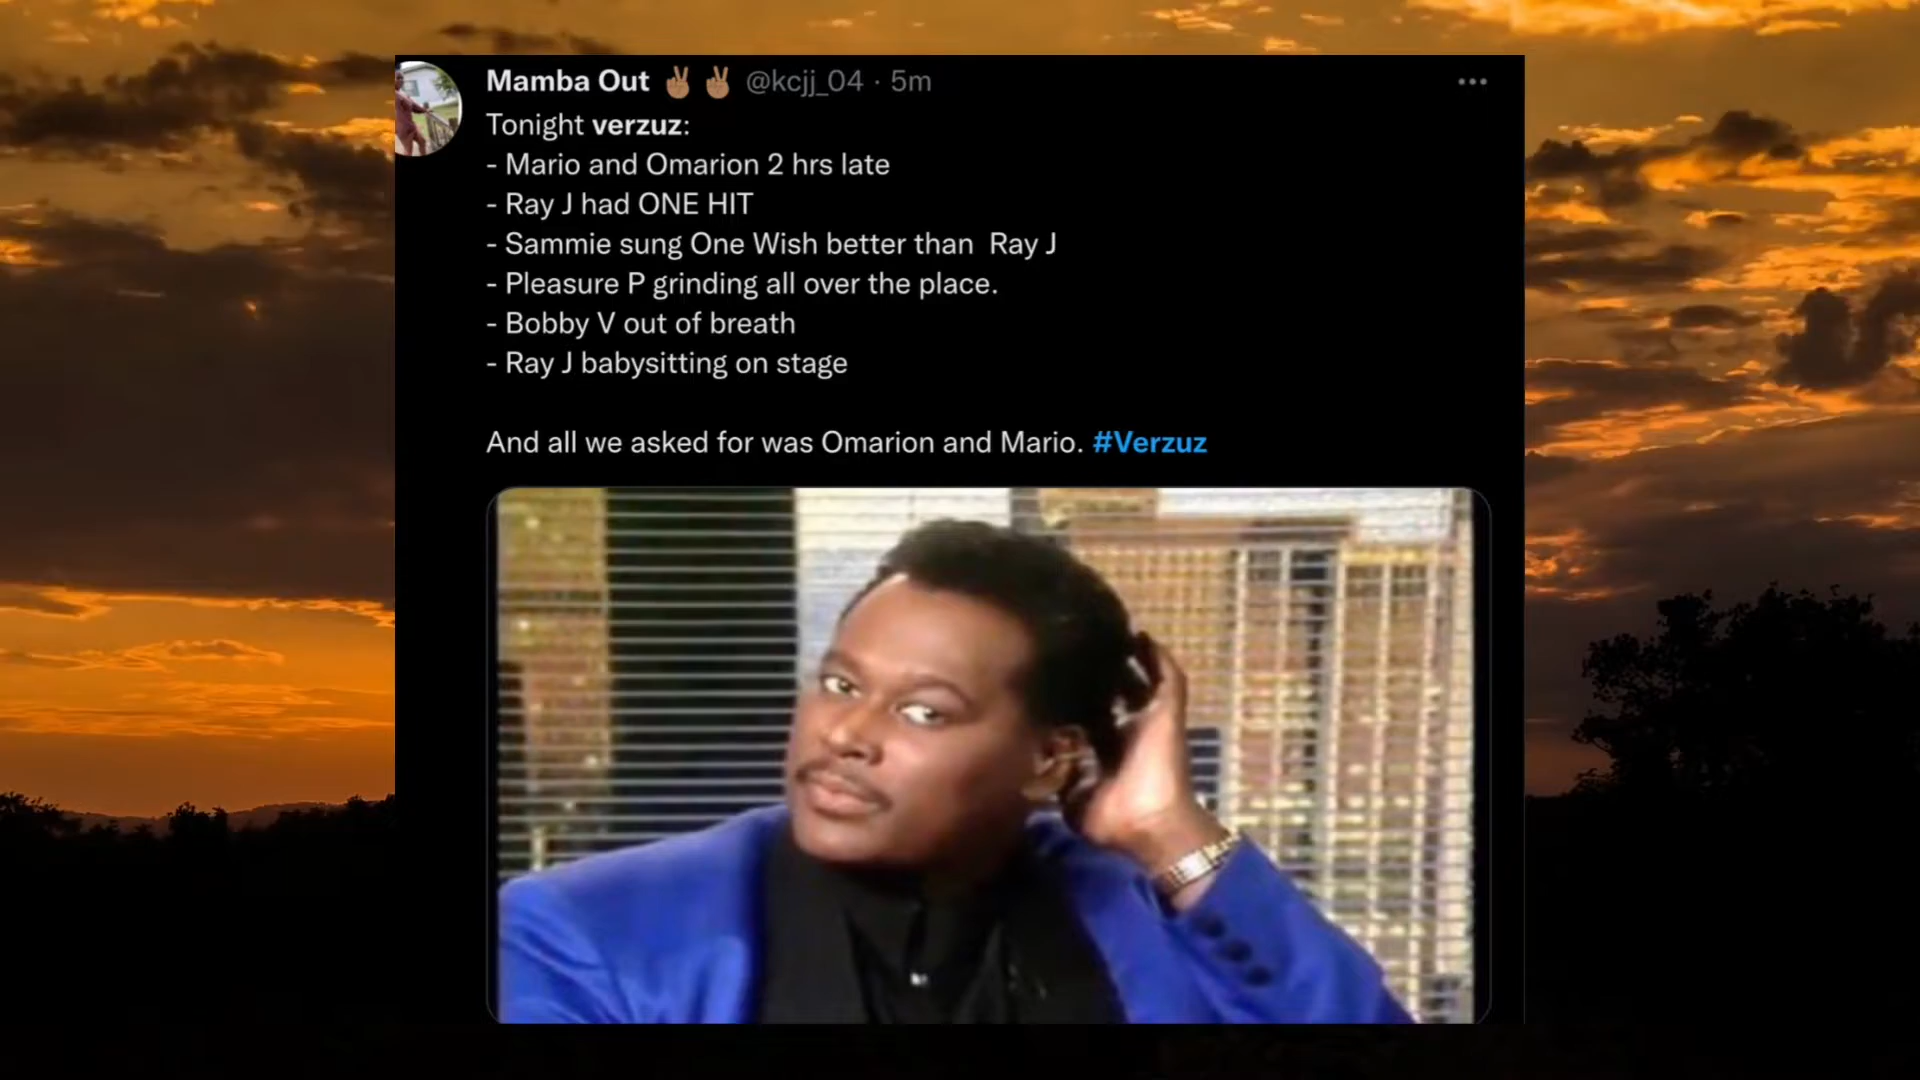 Mamba Out ✌🏽 ✌🏽 @kcjj_04 · 5m
Tonight verzuz:
- Mario and Omarion 2 hrs late
- Ray J had ONE HIT
- Sammie sung One Wish better than  Ray J
- Pleasure P grinding all over the place.
- Bobby V out of breath
- Ray J babysitting on stage
And all we asked for was Omarion and Mario. #Verzuz